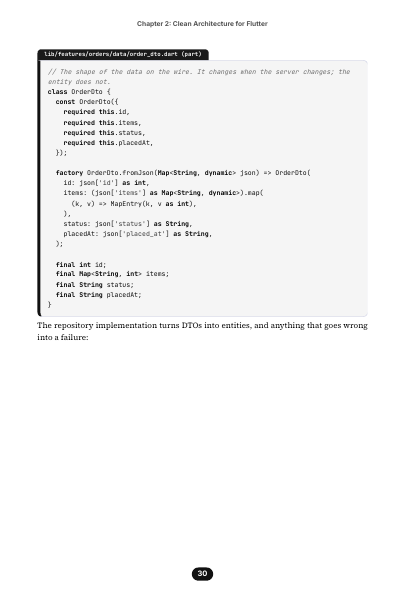 Chapter 2: Clean Architecture for Flutter
lib/features/orders/data/order_dto.dart (part)
// The shape of the data on the wire. It changes when the server changes; the
entity does not.
class OrderDto {
  const OrderDto({
    required this.id,
    required this.items,
    required this.status,
    required this.placedAt,
  });

  factory OrderDto.fromJson(Map<String, dynamic> json) => OrderDto(
    id: json['id'] as int,
    items: (json['items'] as Map<String, dynamic>).map(
      (k, v) => MapEntry(k, v as int),
    ),
    status: json['status'] as String,
    placedAt: json['placed_at'] as String,
  );

  final int id;
  final Map<String, int> items;
  final String status;
  final String placedAt;
}
The repository implementation turns DTOs into entities, and anything that goes wrong
into a failure:
30